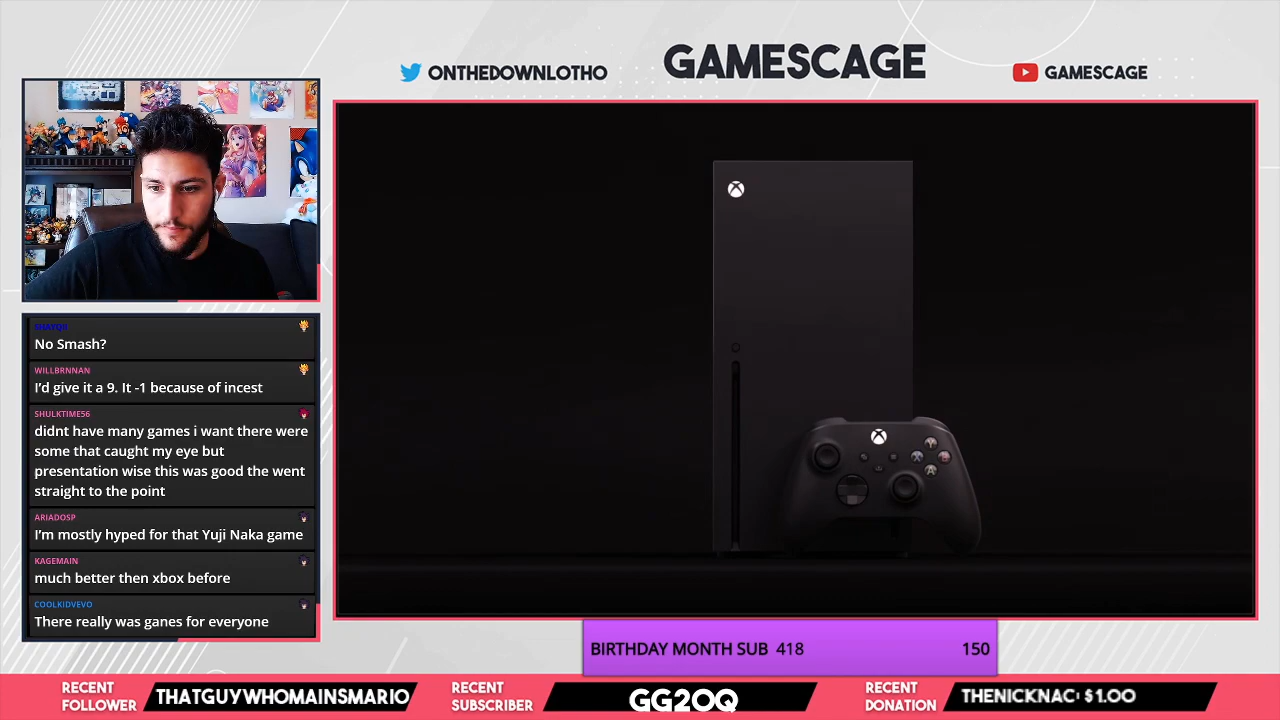 GAMESCAGE
ONTHEDOWNLOTHO
GAMESCAGE
SHAYQII
No Smash?
WILLBRNNAN
I'd give it a 9. It -1 because of incest
SHULKTIME56
didnt have many games i want there were
some that caught my eye but
presentation wise this was good the went
straight to the point
ARIADOSP
I'm mostly hyped for that Yuji Naka game
KAGEMAIN
much better then xbox before
COOLKIDVEVO
There really was ganes for everyone
Y
X
B
A
BIRTHDAY MONTH SUB 418 150
RECENT
FOLLOWER
THATGUYWHOMAINSMARIO
RECENT
SUBSCRIBER
GG2OQ
RECENT
DONATION
THENICKNAC: $1.00